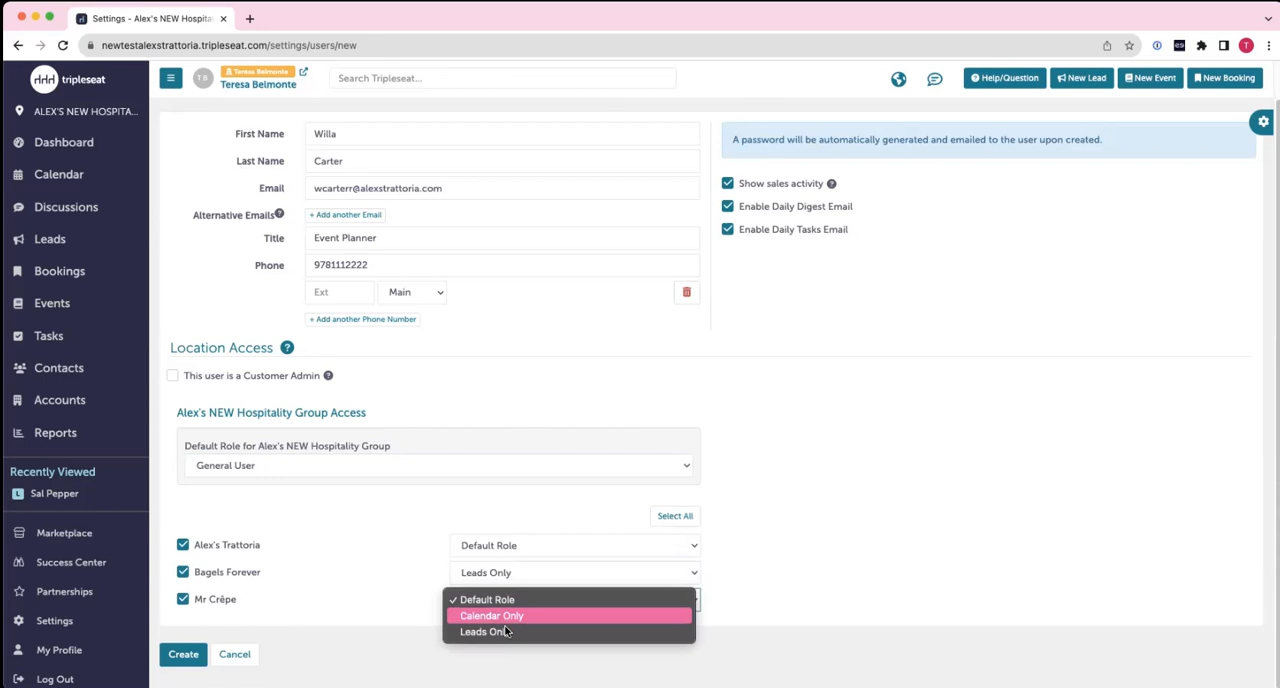 Settings - Alex's NEW Hospita
newtestalexstrattoria.tripleseat.com/settings/users/new
T
tripleseat
TB
Teresa Belmonte
Teresa Belmonte
Search Tripleseat...
Help/Question
New Lead
New Event
New Booking
ALEX'S NEW HOSPITA...
Dashboard
Calendar
Discussions
Leads
Bookings
Events
Tasks
Contacts
Accounts
Reports
Recently Viewed
L Sal Pepper
Marketplace
Success Center
Partnerships
Settings
My Profile
Log Out
First Name Willa
Last Name Carter
Email wcarterr@alexstrattoria.com
Alternative Emails + Add another Email
Title Event Planner
Phone 9781112222
Ext Main
+ Add another Phone Number
A password will be automatically generated and emailed to the user upon created.
Show sales activity
Enable Daily Digest Email
Enable Daily Tasks Email
Location Access
This user is a Customer Admin
Alex's NEW Hospitality Group Access
Default Role for Alex's NEW Hospitality Group
General User
Select All
Alex's Trattoria Default Role
Bagels Forever Leads Only
Mr Crêpe Default Role
Calendar Only
Leads Only
Create Cancel